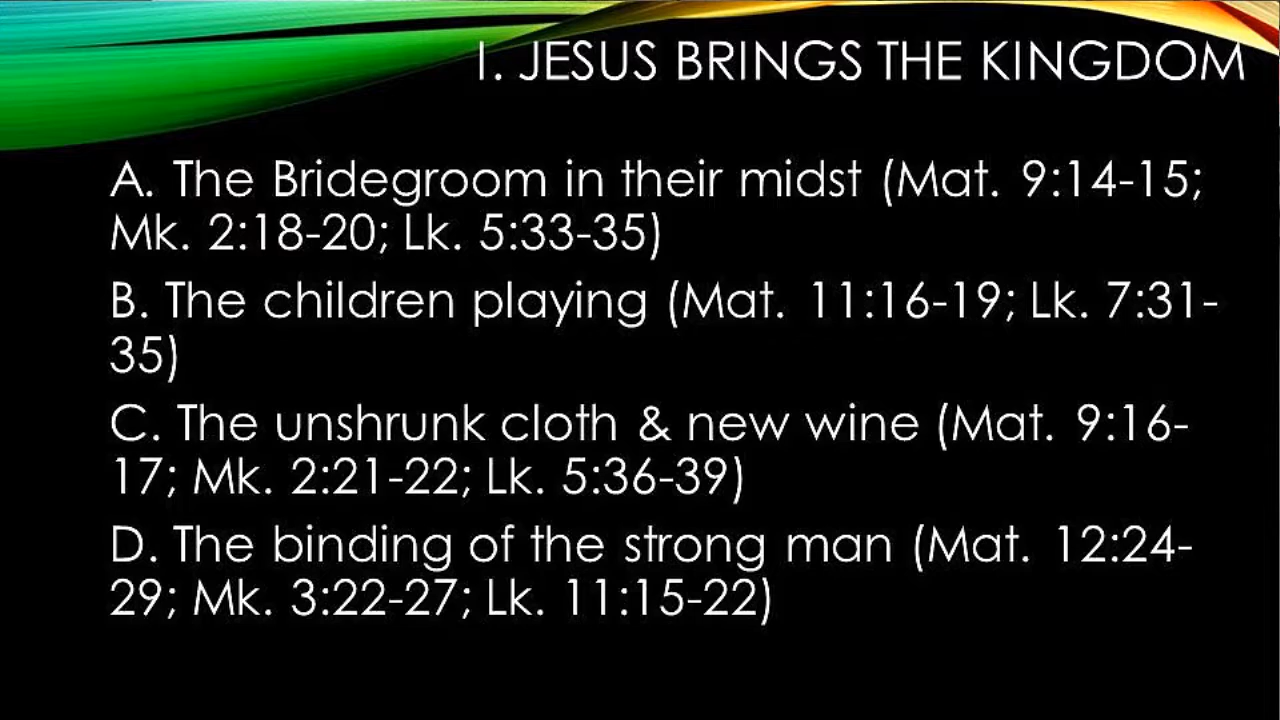 I. JESUS BRINGS THE KINGDOM
A. The Bridegroom in their midst (Mat. 9:14-15;
Mk. 2:18-20; Lk. 5:33-35)
B. The children playing (Mat. 11:16-19; Lk. 7:31-
35)
C. The unshrunk cloth & new wine (Mat. 9:16-
17; Mk. 2:21-22; Lk. 5:36-39)
D. The binding of the strong man (Mat. 12:24-
29; Mk. 3:22-27; Lk. 11:15-22)